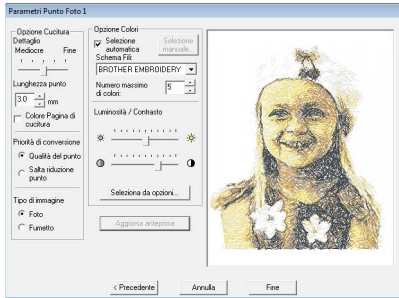 Parametri Punto Foto 1
Opzione Cucitura
Dettaglio
Mediocre Fine
Lunghezza punto
3.0 mm
Colore Pagina di
cucitura
Priorità di conversione
Qualità del punto
Salta riduzione
punto
Tipo di immagine
Foto
Fumetto
Opzione Colori
Selezione
automatica
Selezione
manuale...
Schema Fili:
BROTHER EMBROIDERY
Numero massimo
di colori:
5
Luminosità / Contrasto
Seleziona da opzioni...
Aggiorna anteprima
< Precedente
Annulla
Fine